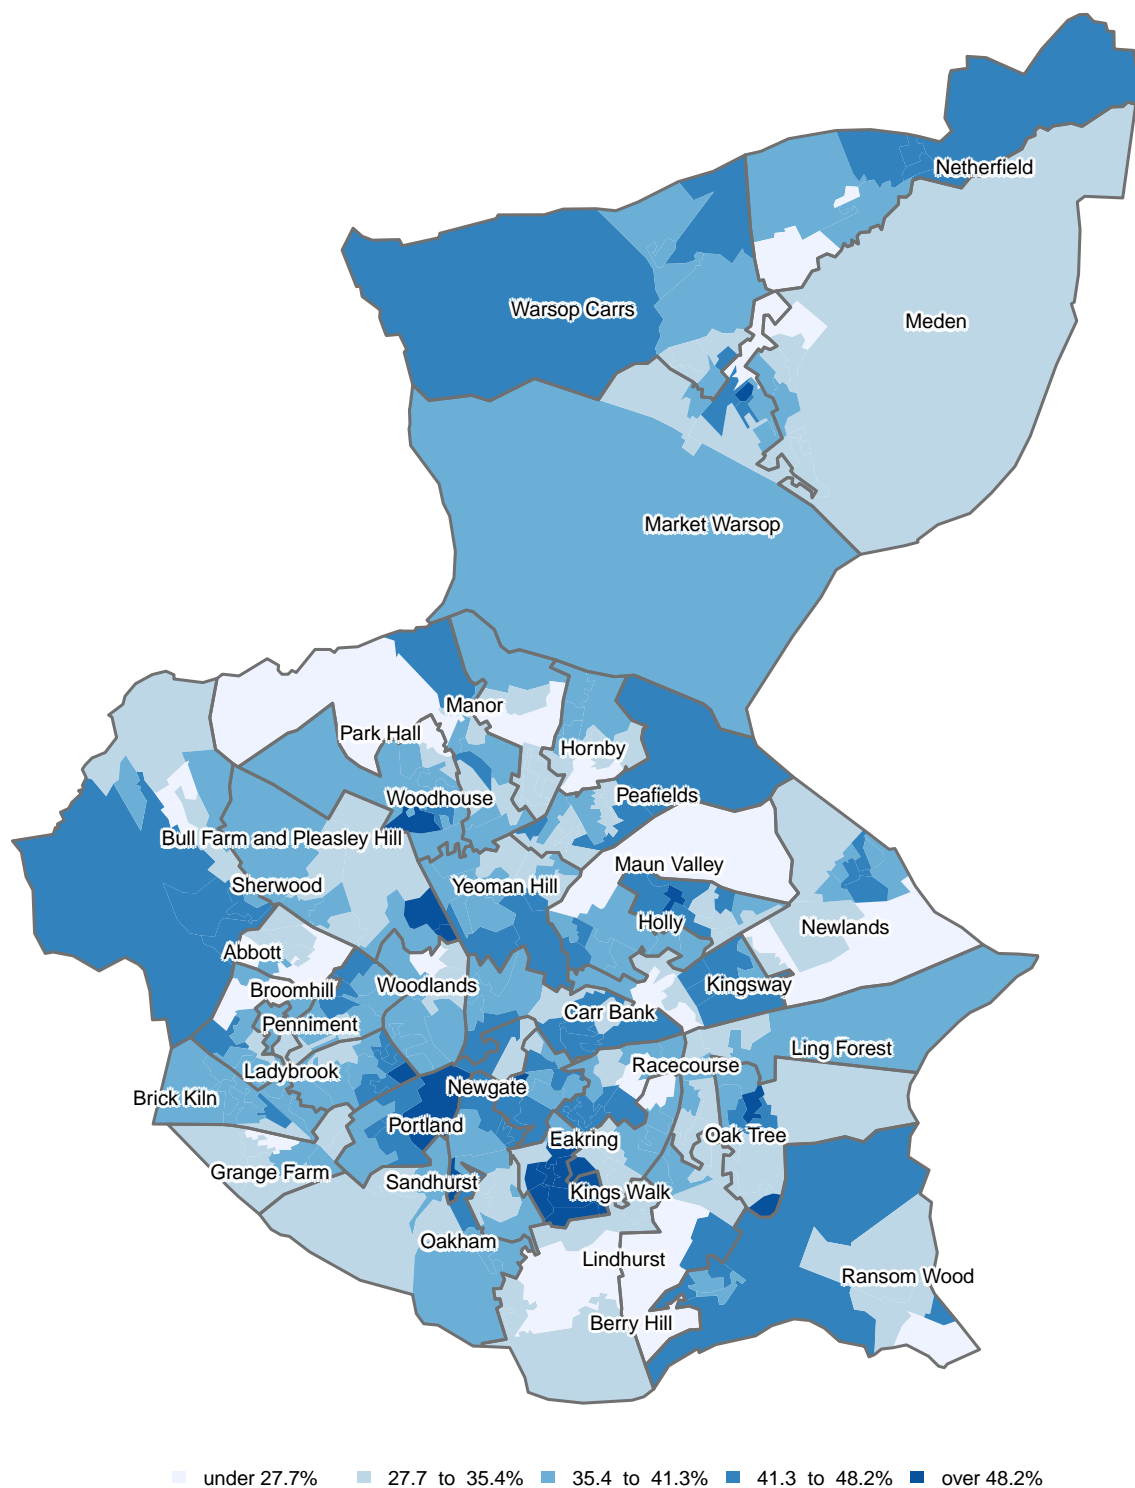 Netherfield
Warsop Carrs
Meden
Market Warsop
Manor
Park Hall
Hornby
Woodhouse
Peafields
Bull Farm and Pleasley Hill
Maun Valley
Sherwood
Yeoman Hill
Holly
Newlands
Abbott
Woodlands
Kingsway
Broomhill
Carr Bank
Penniment
Ling Forest
Racecourse
Ladybrook
Newgate
Brick Kiln
Portland
Eakring
Oak Tree
Grange Farm
Sandhurst
Kings Walk
Oakham
Lindhurst
Ransom Wood
Berry Hill
under 27.7% 27.7 to 35.4% 35.4 to 41.3% 41.3 to 48.2% over 48.2%